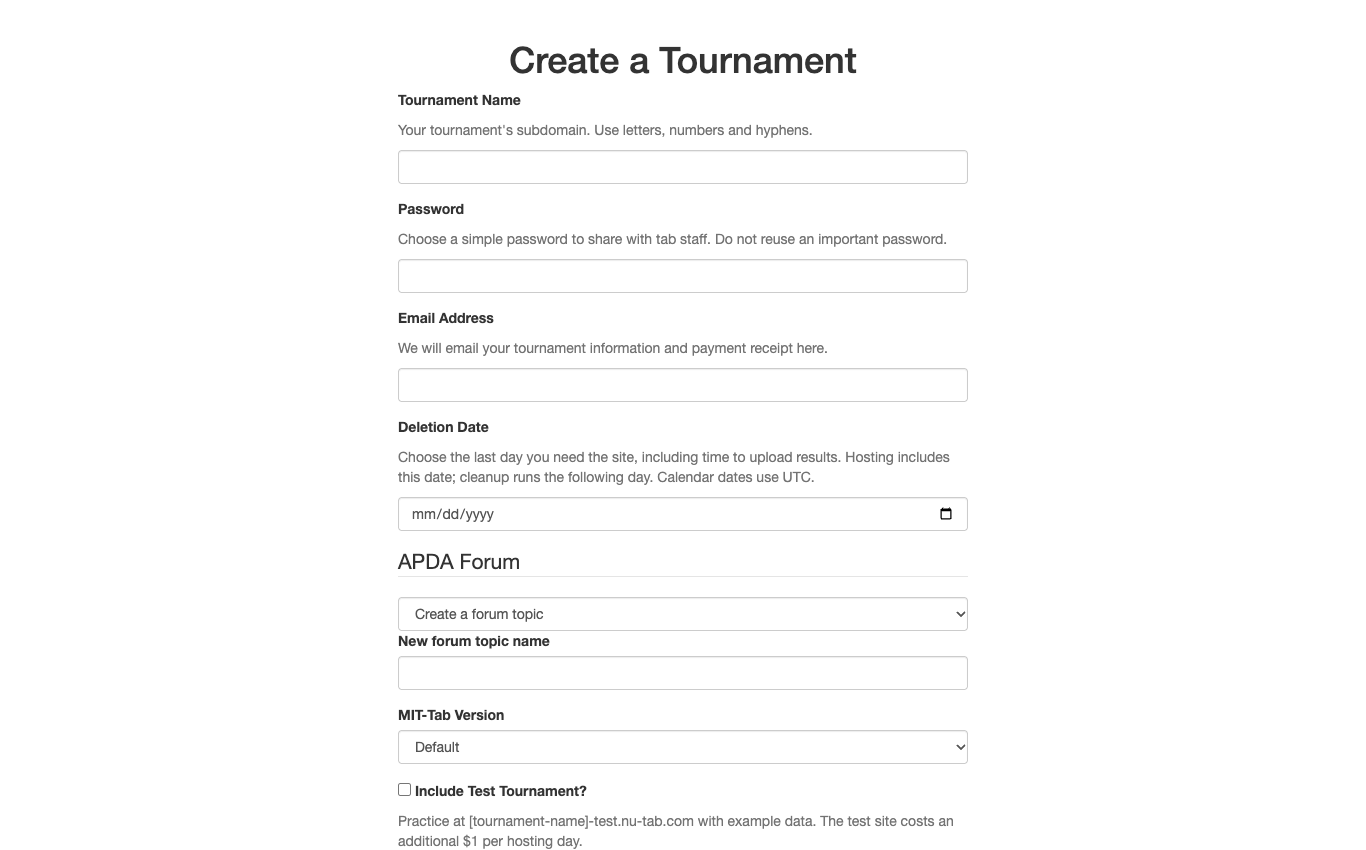 Create a Tournament
Tournament Name
Your tournament's subdomain. Use letters, numbers and hyphens.
Password
Choose a simple password to share with tab staff. Do not reuse an important password.
Email Address
We will email your tournament information and payment receipt here.
Deletion Date
Choose the last day you need the site, including time to upload results. Hosting includes
this date; cleanup runs the following day. Calendar dates use UTC.
mm/dd/yyyy
APDA Forum
Create a forum topic
New forum topic name
MIT-Tab Version
Default
Include Test Tournament?
Practice at [tournament-name]-test.nu-tab.com with example data. The test site costs an
additional $1 per hosting day.